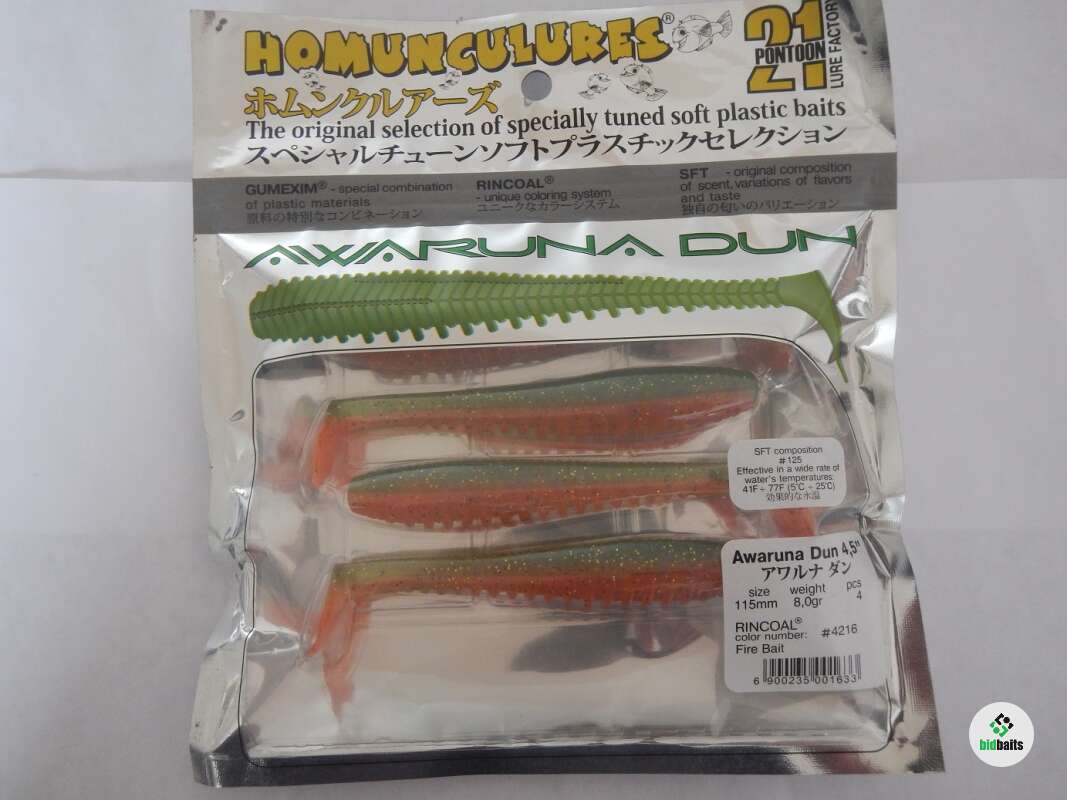 HOMUNCULURES®
21
PONTOON
LURE FACTORY
ホムンクルアーズ
The original selection of specially tuned soft plastic baits
スペシャルチューンソフトプラスチックセレクション
GUMEXIM® - special combination
of plastic materials
原料の特別なコンビネーション
RINCOAL®
- unique coloring system
ユニークなカラーシステム
SFT - original composition
of scent, variations of flavors
and taste
独自の匂いのバリエーション
AWARUNA DUN
SFT composition
#125
Effective in a wide rate of
water's temperatures:
41F ÷ 77F (5°C ÷ 25°C)
効果的な水温
Awaruna Dun 4,5"
アワルナ ダン
size weight pcs
115mm 8,0gr 4
RINCOAL®
color number: #4216
Fire Bait
6 900235 001633
bidbaits